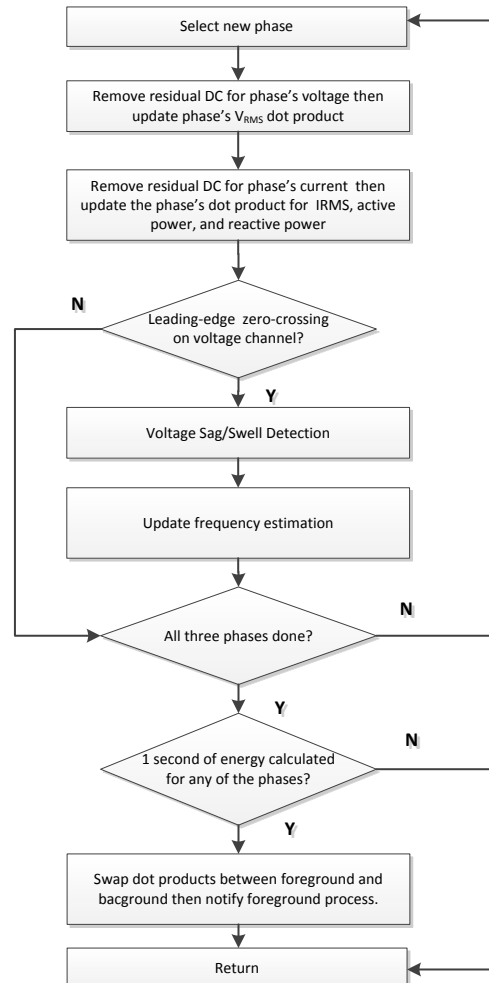 Select new phase
Remove residual DC for phase's voltage then
update phase's VRMS dot product
Remove residual DC for phase's current then
update the phase's dot product for IRMS, active
power, and reactive power
N
Leading-edge zero-crossing
on voltage channel?
Y
Voltage Sag/Swell Detection
Update frequency estimation
N
All three phases done?
Y
N
1 second of energy calculated
for any of the phases?
Y
Swap dot products between foreground and
bacground then notify foreground process.
Return